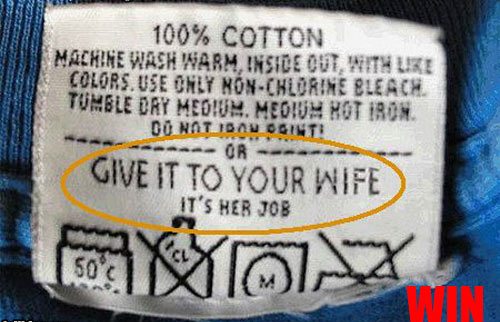 100% COTTON
MACHINE WASH WARM, INSIDE OUT, WITH LIKE
COLORS. USE ONLY NON-CHLORINE BLEACH.
TUMBLE DRY MEDIUM. MEDIUM HOT IRON.
DO NOT IRON PRINT!
OR
GIVE IT TO YOUR WIFE
IT'S HER JOB
50°C
CL
M
WIN